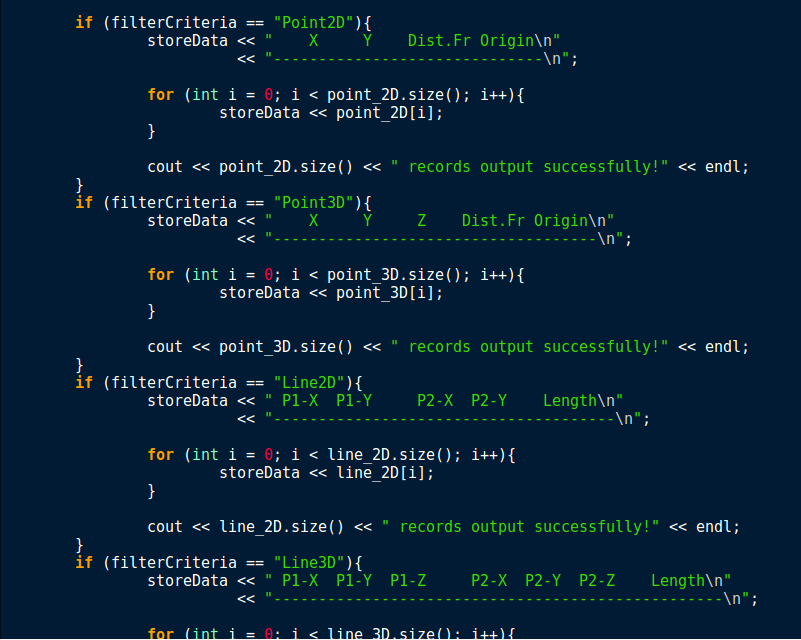 if (filterCriteria == "Point2D"){
        storeData << "    X     Y    Dist.Fr Origin\n"
                  << "------------------------------\n";

        for (int i = 0; i < point_2D.size(); i++){
                storeData << point_2D[i];
        }

        cout << point_2D.size() << " records output successfully!" << endl;
}
if (filterCriteria == "Point3D"){
        storeData << "    X     Y     Z    Dist.Fr Origin\n"
                  << "------------------------------------\n";

        for (int i = 0; i < point_3D.size(); i++){
                storeData << point_3D[i];
        }

        cout << point_3D.size() << " records output successfully!" << endl;
}
if (filterCriteria == "Line2D"){
        storeData << " P1-X  P1-Y     P2-X  P2-Y    Length\n"
                  << "--------------------------------------\n";

        for (int i = 0; i < line_2D.size(); i++){
                storeData << line_2D[i];
        }

        cout << line_2D.size() << " records output successfully!" << endl;
}
if (filterCriteria == "Line3D"){
        storeData << " P1-X  P1-Y  P1-Z     P2-X  P2-Y  P2-Z    Length\n"
                  << "--------------------------------------------------\n";

        for (int i = 0; i < line_3D.size(); i++){